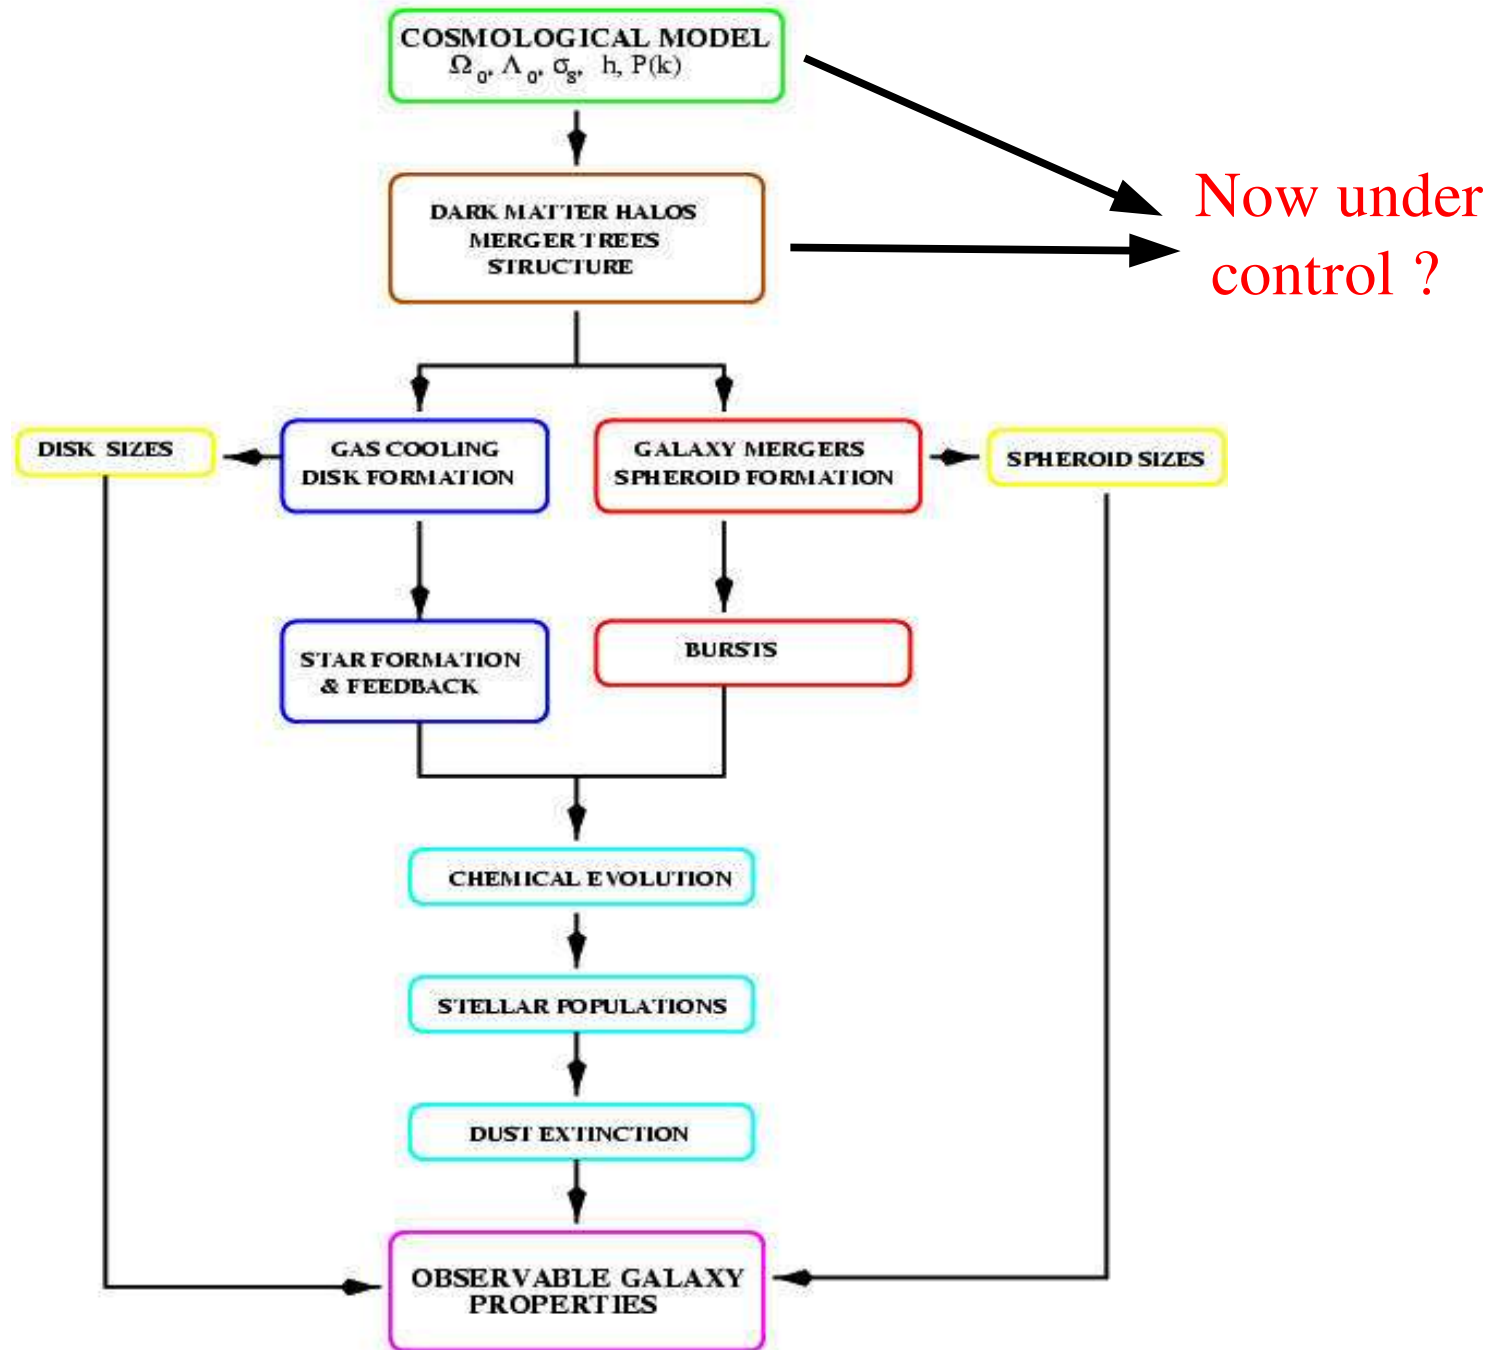 COSMOLOGICAL MODEL
Ω₀, Λ₀, σ₈, h, P(k)
DARK MATTER HALOS
MERGER TREES
STRUCTURE
Now under
control ?
DISK SIZES
GAS COOLING
DISK FORMATION
GALAXY MERGERS
SPHEROID FORMATION
SPHEROID SIZES
STAR FORMATION
& FEEDBACK
BURSTS
CHEMICAL EVOLUTION
STELLAR POPULATIONS
DUST EXTINCTION
OBSERVABLE GALAXY
PROPERTIES